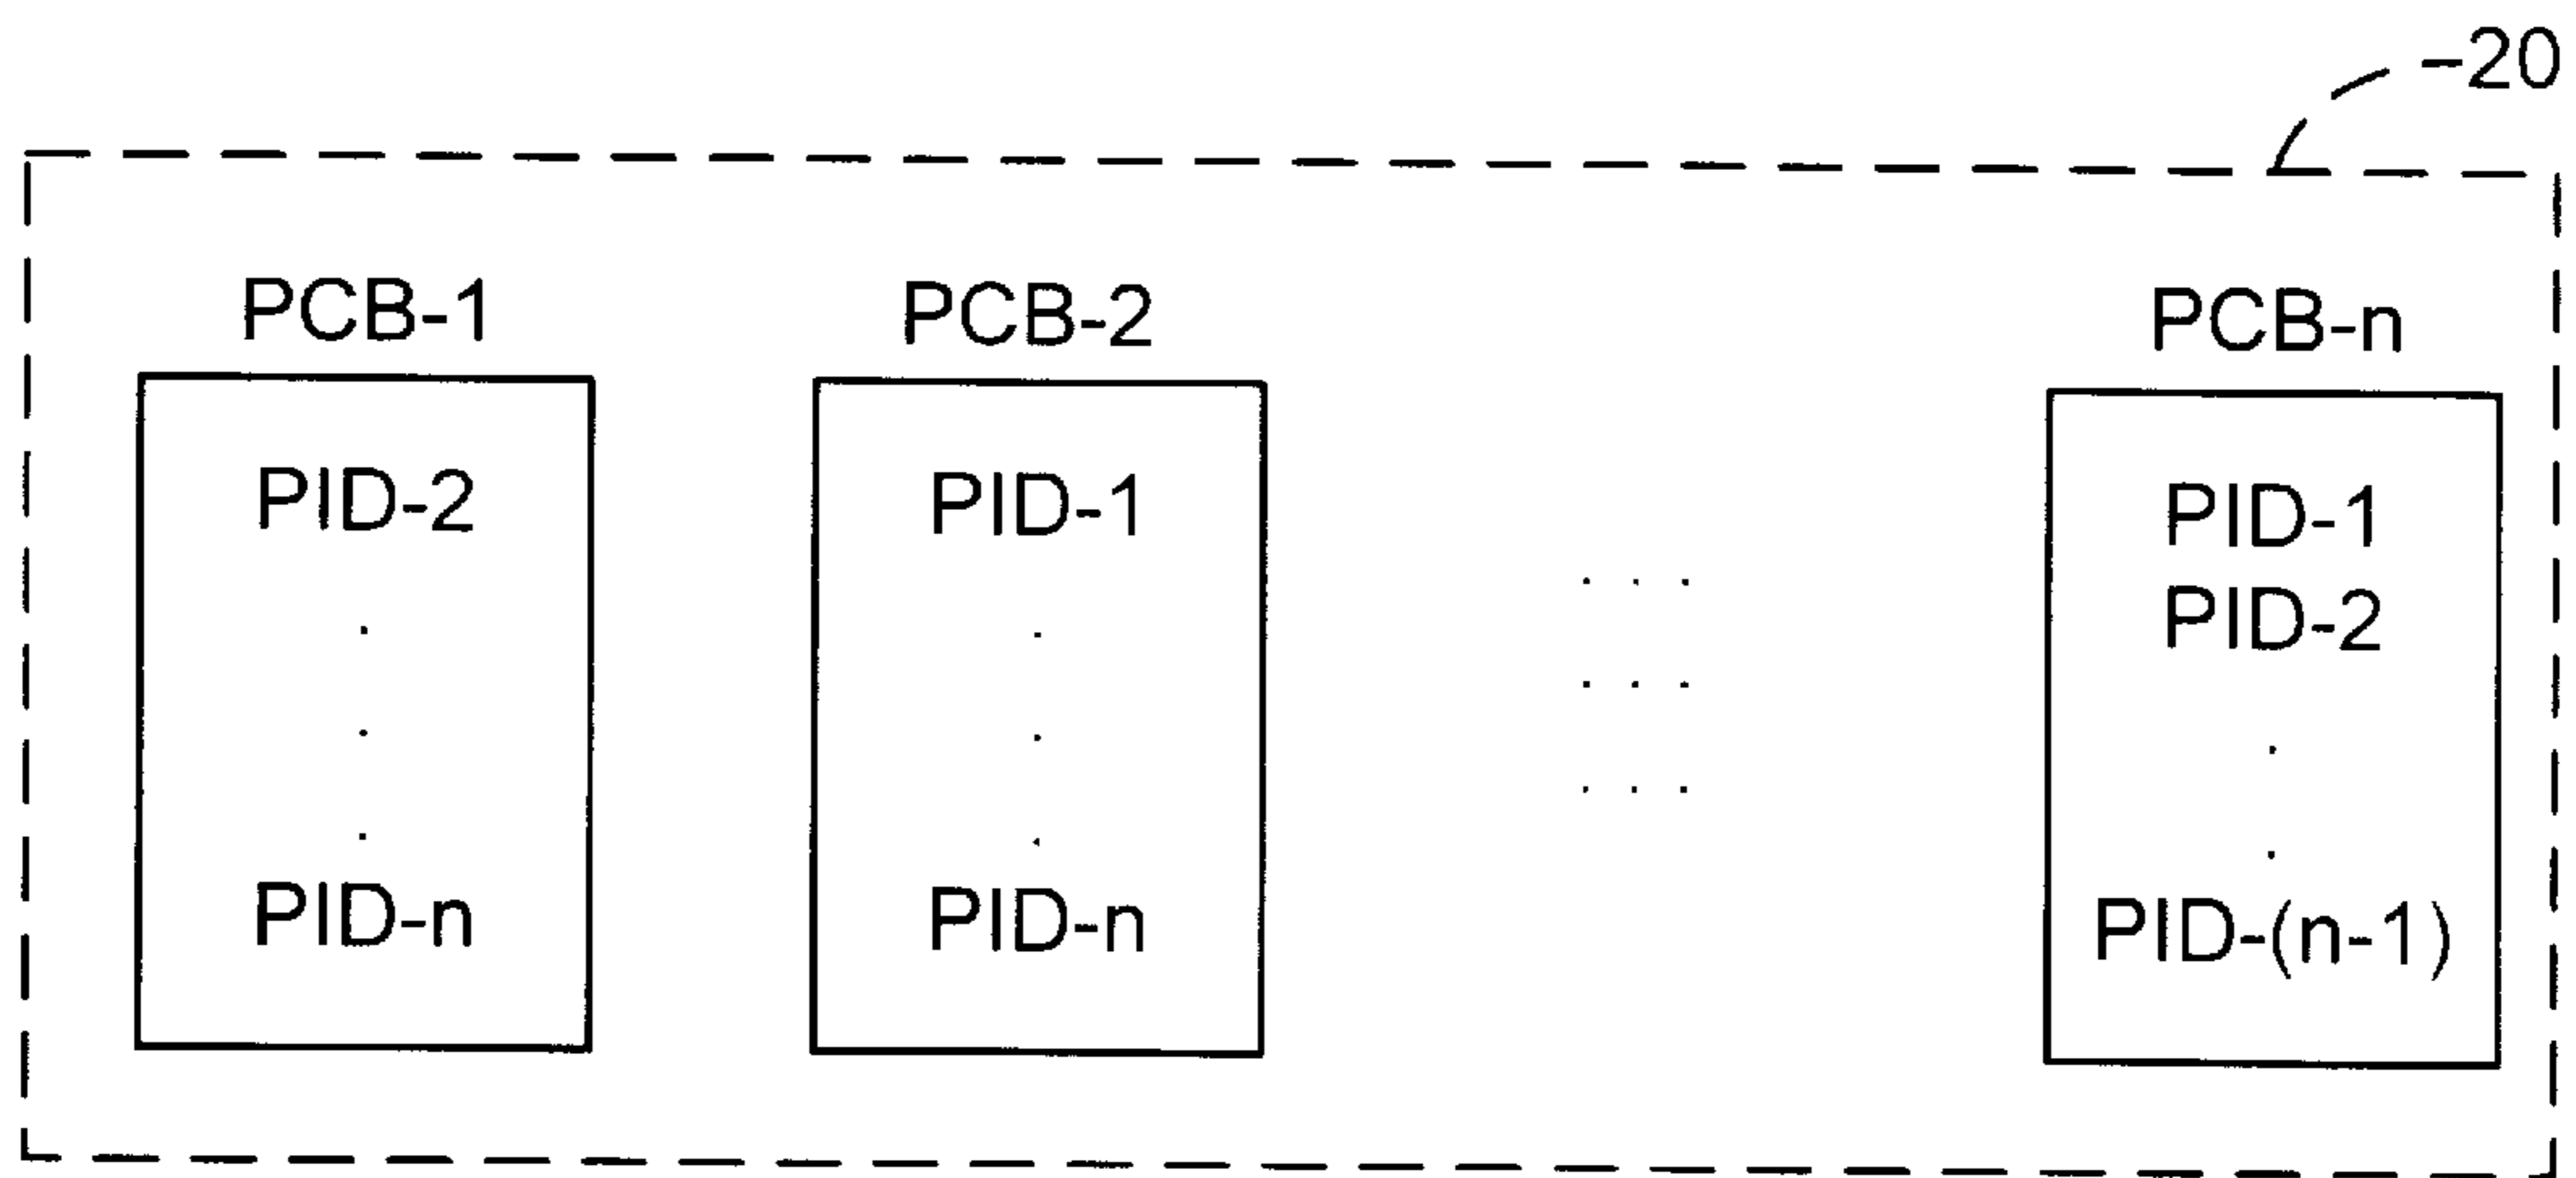 20
PCB-1
PID-2
.
.
.
PID-n
PCB-2
PID-1
.
.
.
PID-n
. . .
. . .
. . .
PCB-n
PID-1
PID-2
.
.
PID-(n-1)